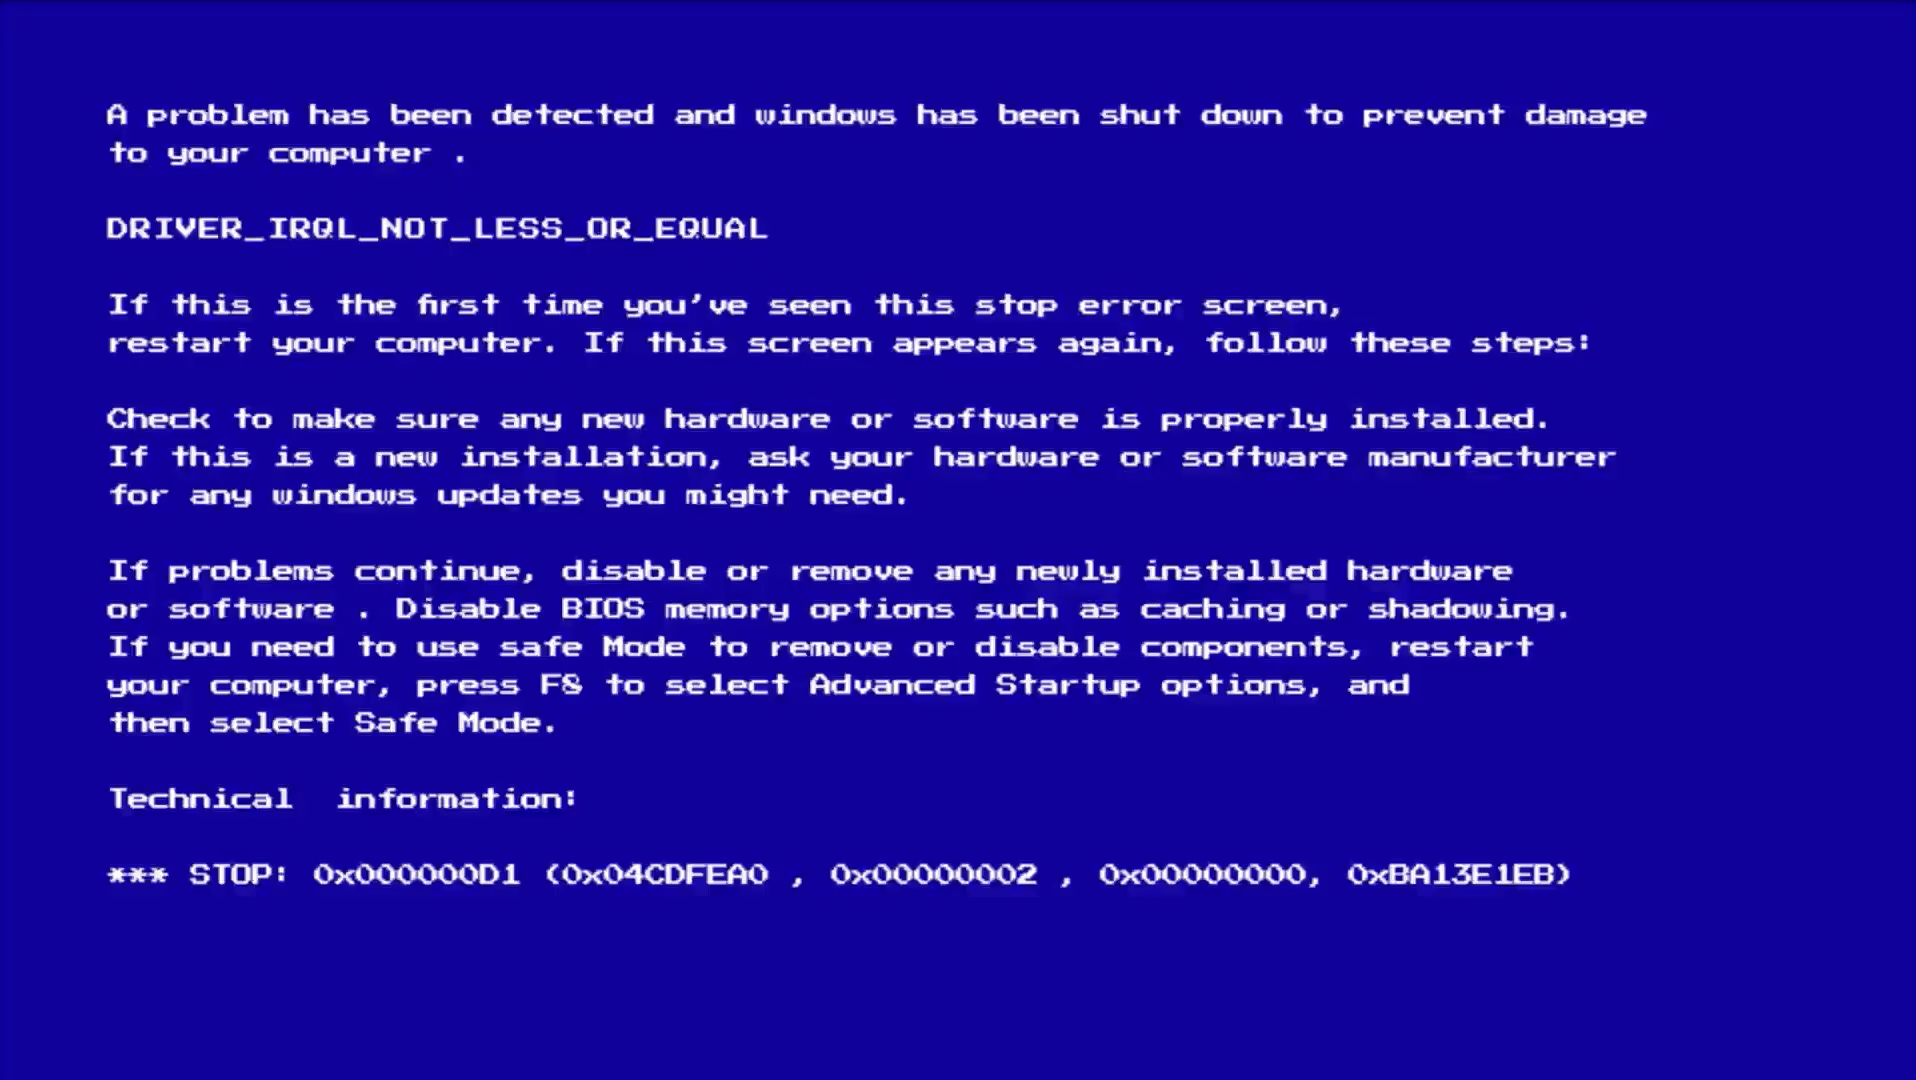 A problem has been detected and windows has been shut down to prevent damage
to your computer .
DRIVER_IRQL_NOT_LESS_OR_EQUAL
If this is the first time you've seen this stop error screen,
restart your computer. If this screen appears again, follow these steps:
Check to make sure any new hardware or software is properly installed.
If this is a new installation, ask your hardware or software manufacturer
for any windows updates you might need.
If problems continue, disable or remove any newly installed hardware
or software . Disable BIOS memory options such as caching or shadowing.
If you need to use safe Mode to remove or disable components, restart
your computer, press F8 to select Advanced Startup options, and
then select Safe Mode.
Technical  information:
*** STOP: 0x000000D1 (0x04CDFEA0 , 0x00000002 , 0x00000000, 0xBA13E1EB)